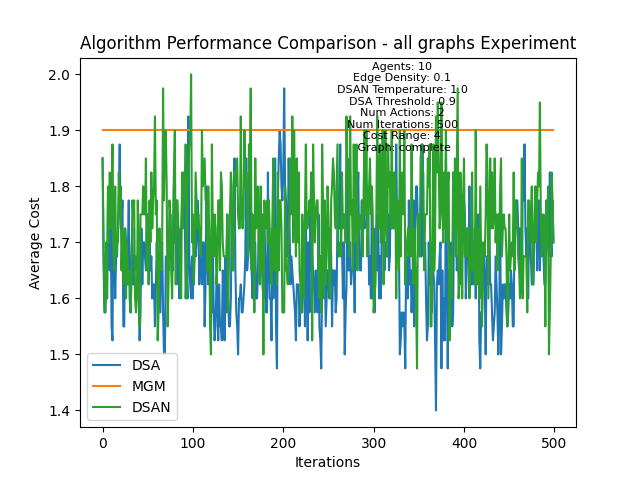 Algorithm Performance Comparison - all graphs Experiment
Agents: 10
Edge Density: 0.1
DSAN Temperature: 1.0
DSA Threshold: 0.9
Num Actions: 2
Num Iterations: 500
Cost Range: 4
Graph: complete
2.0
1.9
1.8
1.7
1.6
1.5
1.4
Average Cost
DSA
MGM
DSAN
0
100
200
300
400
500
Iterations